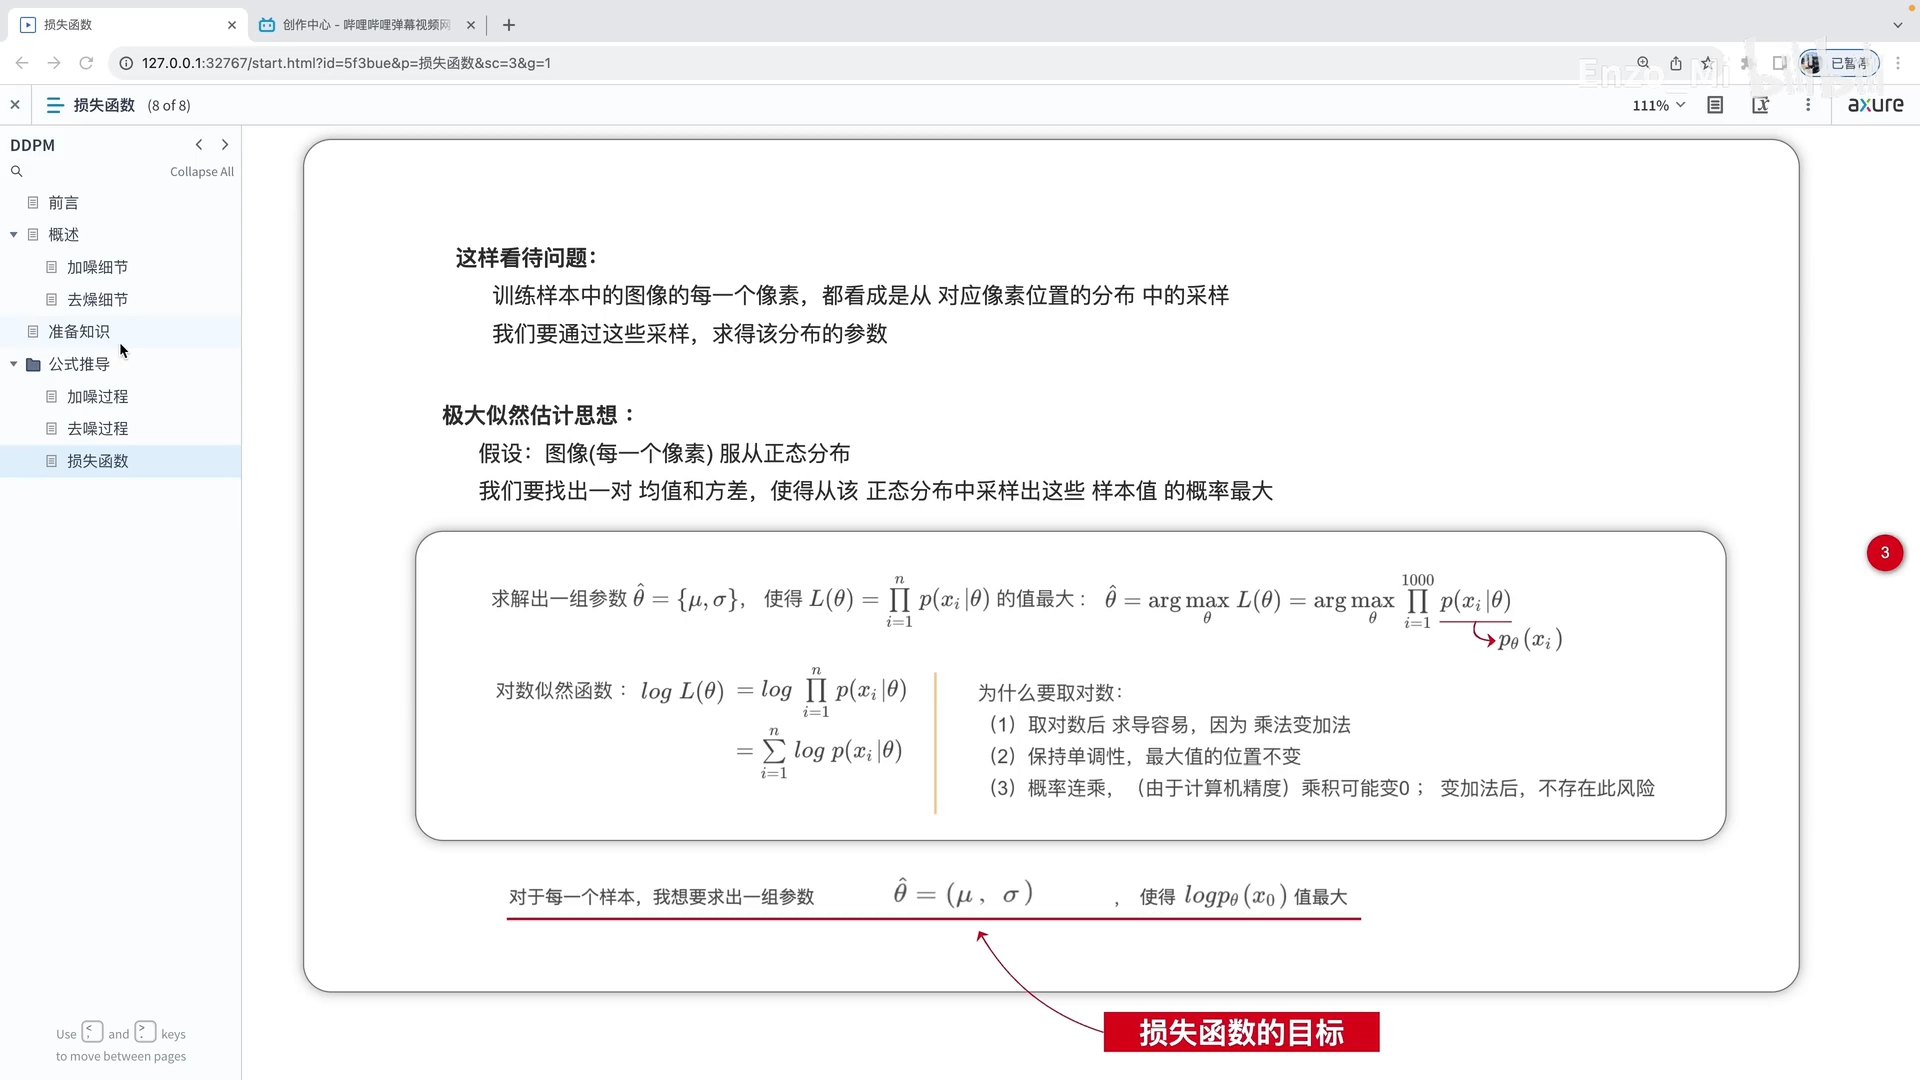 损失函数
创作中心 - 哔哩哔哩弹幕视频网
127.0.0.1:32767/start.html?id=5f3bue&p=损失函数&sc=3&g=1
已暂停
Enzo_Mi
bilibili
损失函数 (8 of 8)
111%
axure
DDPM
Collapse All
前言
概述
加噪细节
去燥细节
准备知识
公式推导
加噪过程
去噪过程
损失函数
Use < , and > . keys
to move between pages
这样看待问题：
训练样本中的图像的每一个像素，都看成是从 对应像素位置的分布 中的采样
我们要通过这些采样，求得该分布的参数
极大似然估计思想：
假设：图像(每一个像素) 服从正态分布
我们要找出一对 均值和方差，使得从该 正态分布中采样出这些 样本值 的概率最大
求解出一组参数 θ̂ = {μ, σ}， 使得 L(θ) = ∏_{i=1}^{n} p(x_i|θ) 的值最大： θ̂ = arg max_θ L(θ) = arg max_θ ∏_{i=1}^{1000} p(x_i|θ)
p_θ(x_i)
对数似然函数： log L(θ) = log ∏_{i=1}^{n} p(x_i|θ)
= ∑_{i=1}^{n} log p(x_i|θ)
为什么要取对数：
（1）取对数后 求导容易，因为 乘法变加法
（2）保持单调性，最大值的位置不变
（3）概率连乘，（由于计算机精度）乘积可能变0； 变加法后，不存在此风险
对于每一个样本，我想要求出一组参数 θ̂ = (μ, σ) ， 使得 logp_θ(x_0) 值最大
损失函数的目标
3